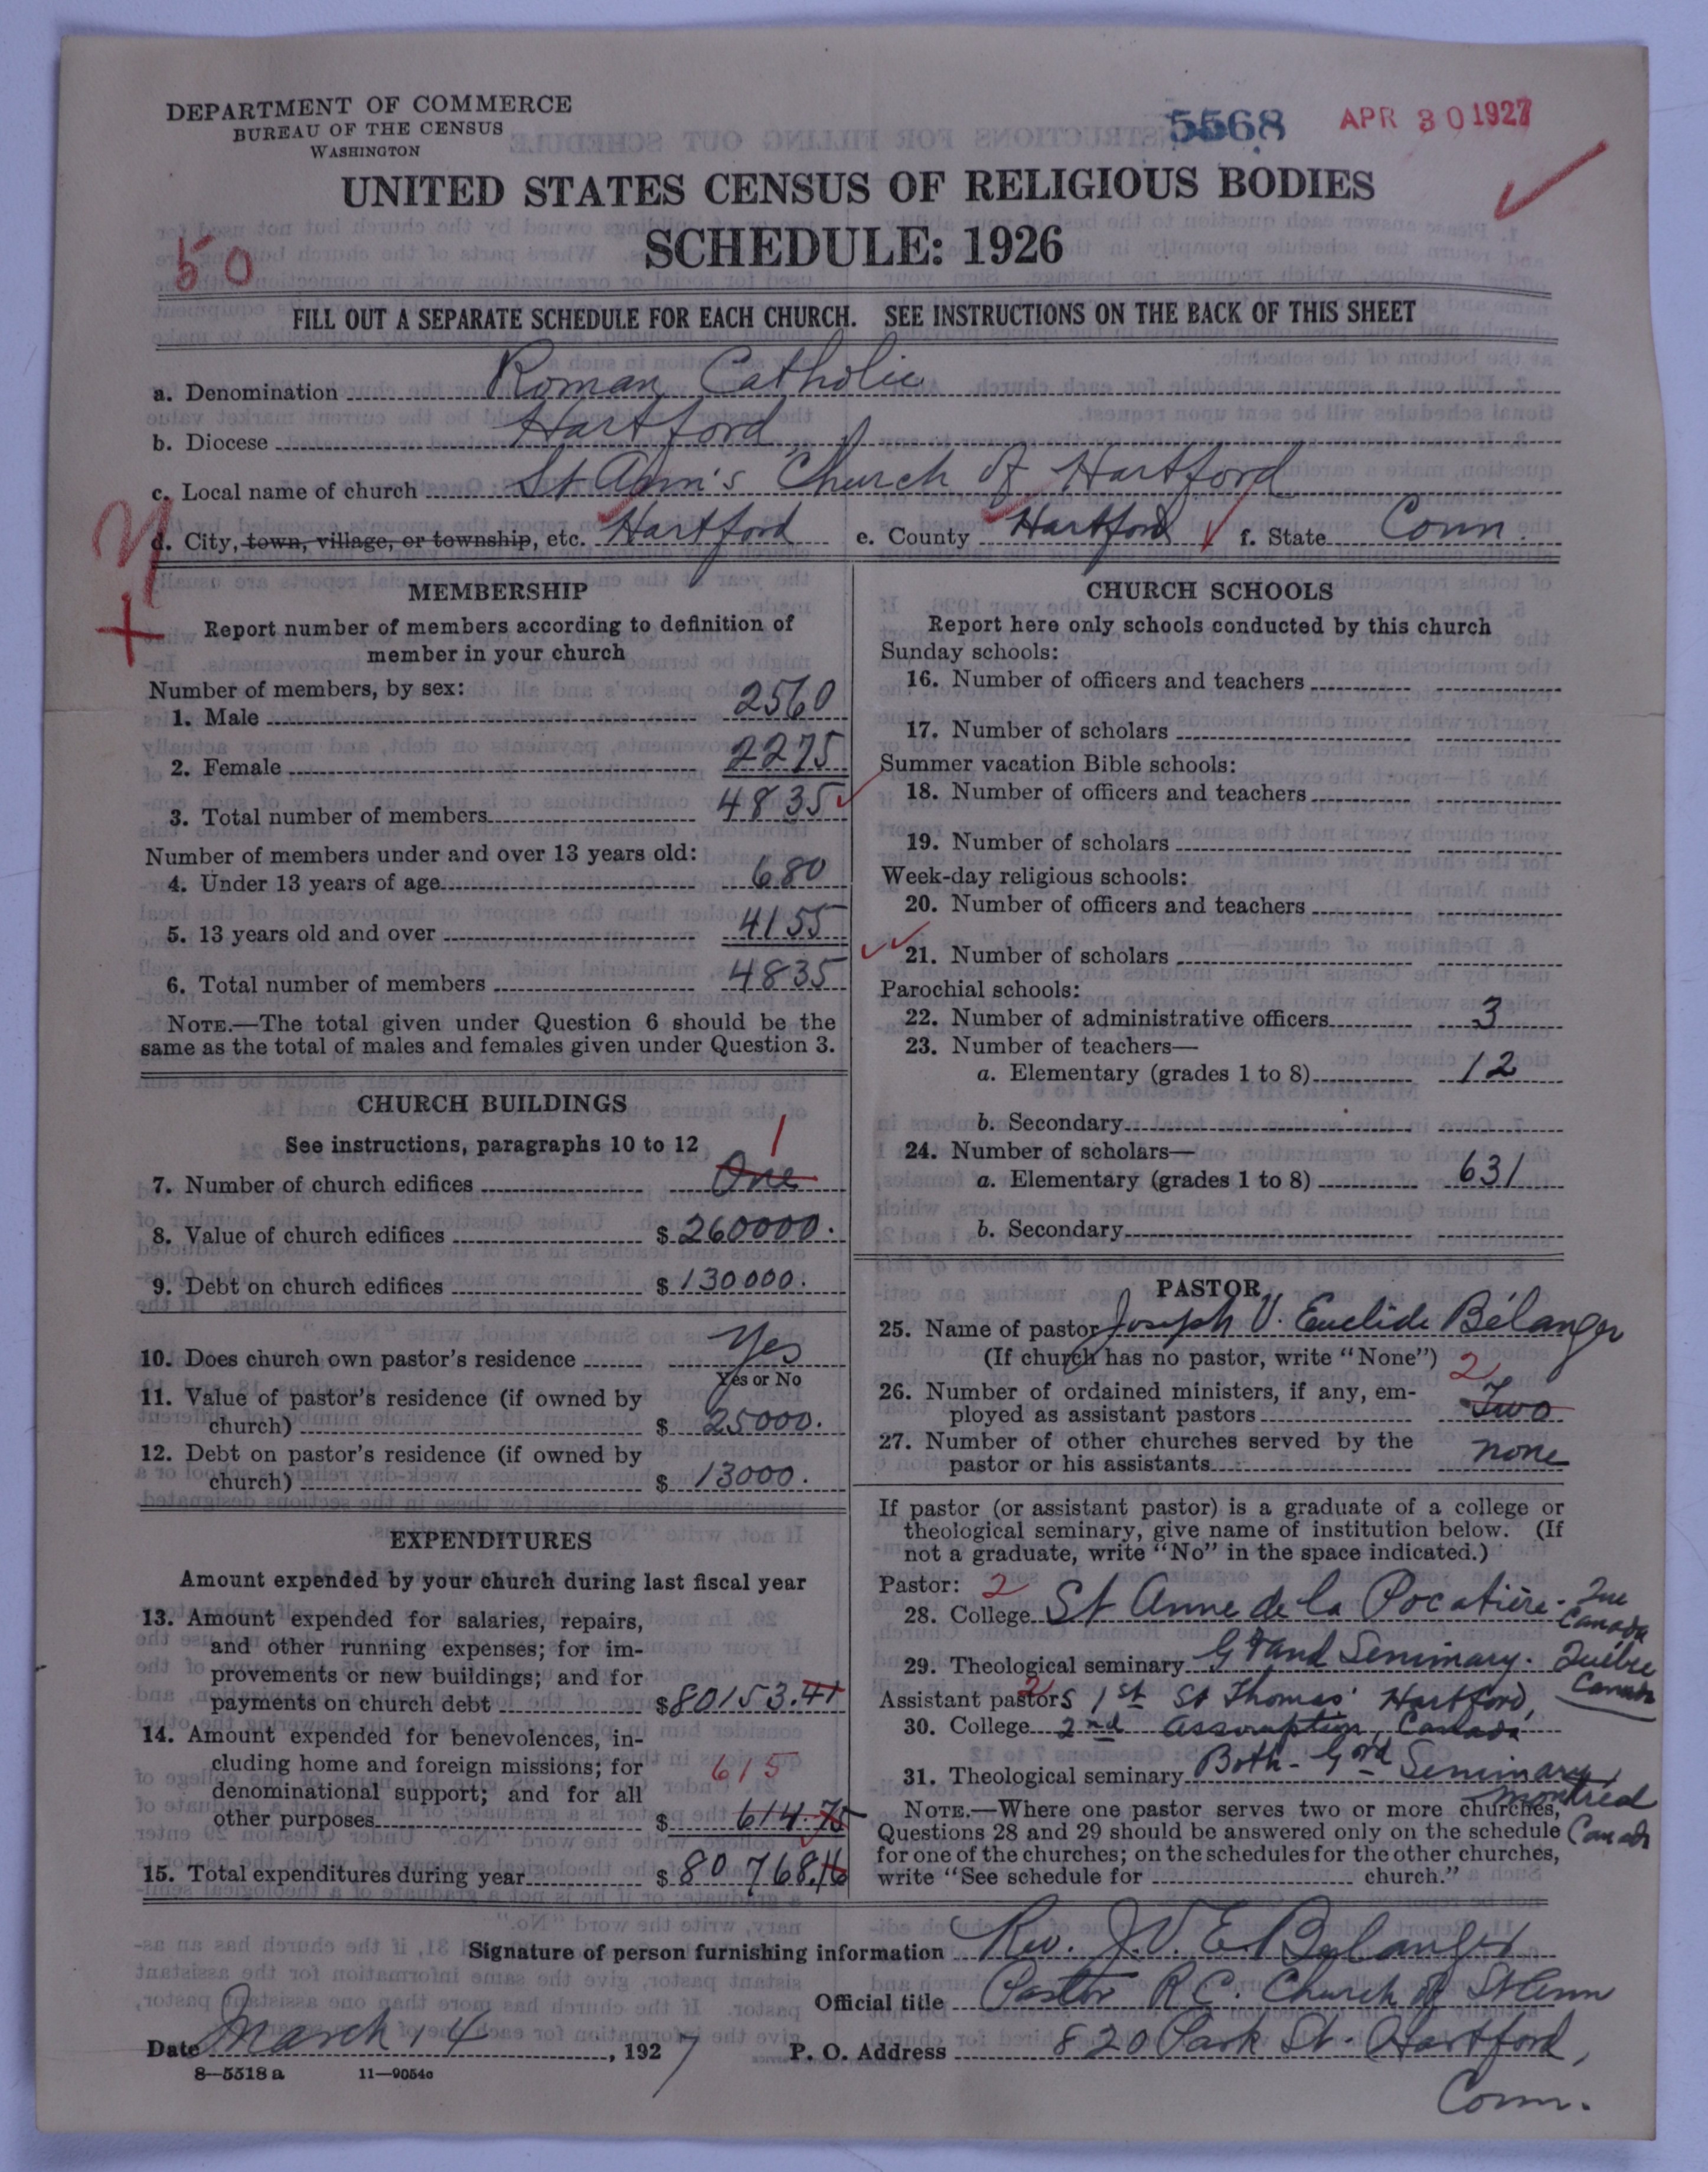 DEPARTMENT OF COMMERCE
BUREAU OF THE CENSUS
WASHINGTON
5568
APR 30 1927
UNITED STATES CENSUS OF RELIGIOUS BODIES
SCHEDULE: 1926
50
FILL OUT A SEPARATE SCHEDULE FOR EACH CHURCH. SEE INSTRUCTIONS ON THE BACK OF THIS SHEET
a. Denomination Roman Catholic
b. Diocese Hartford
c. Local name of church St Ann's Church of Hartford
d. City, town, village, or township, etc. Hartford e. County Hartford f. State Conn.
MEMBERSHIP
Report number of members according to definition of
member in your church
Number of members, by sex:
1. Male 2560
2. Female 2275
3. Total number of members 4835
Number of members under and over 13 years old:
4. Under 13 years of age 680
5. 13 years old and over 4155
6. Total number of members 4835
NOTE.—The total given under Question 6 should be the
same as the total of males and females given under Question 3.
CHURCH BUILDINGS
See instructions, paragraphs 10 to 12
1
7. Number of church edifices One
8. Value of church edifices $ 260000.
9. Debt on church edifices $ 130000.
10. Does church own pastor's residence Yes
Yes or No
11. Value of pastor's residence (if owned by
church) $ 25000.
12. Debt on pastor's residence (if owned by
church) $ 13000.
EXPENDITURES
Amount expended by your church during last fiscal year
13. Amount expended for salaries, repairs,
and other running expenses; for im-
provements or new buildings; and for
payments on church debt $ 80153.41
14. Amount expended for benevolences, in-
cluding home and foreign missions; for
615
denominational support; and for all
other purposes $ 614.75
15. Total expenditures during year $ 80768.16
CHURCH SCHOOLS
Report here only schools conducted by this church
Sunday schools:
16. Number of officers and teachers
17. Number of scholars
Summer vacation Bible schools:
18. Number of officers and teachers
19. Number of scholars
Week-day religious schools:
20. Number of officers and teachers
21. Number of scholars
Parochial schools:
22. Number of administrative officers 3
23. Number of teachers—
a. Elementary (grades 1 to 8) 12
b. Secondary
24. Number of scholars—
a. Elementary (grades 1 to 8) 631
b. Secondary
PASTOR
25. Name of pastor Joseph V. Euclide Bélanger
(If church has no pastor, write "None") 2
26. Number of ordained ministers, if any, em-
ployed as assistant pastors Two
27. Number of other churches served by the
pastor or his assistants none
If pastor (or assistant pastor) is a graduate of a college or
theological seminary, give name of institution below. (If
not a graduate, write "No" in the space indicated.)
Pastor: 2
28. College St Anne de la Pocatière. Que
Canada
29. Theological seminary Grand Seminary. Québec
Canada
Assistant pastors 2 1st St Thomas' Hartford,
30. College 2nd Assomption, Canada
31. Theological seminary Both- Grd Seminary,
Montreal
Canada
NOTE.—Where one pastor serves two or more churches,
Questions 28 and 29 should be answered only on the schedule
for one of the churches; on the schedules for the other churches,
write "See schedule for church."
Signature of person furnishing information Rev. J.V.E. Belanger
Official title Pastor R.C. Church of St Ann
Date March 14, 1927 P. O. Address 820 Park St. Hartford,
Conn.
8—5518 a 11—9054a